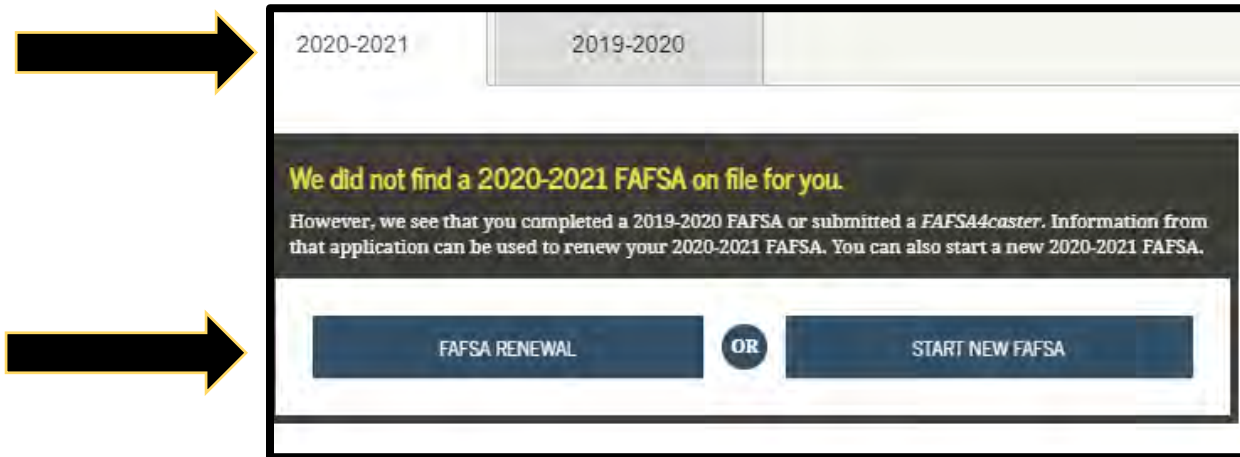 2020-2021
2019-2020
We did not find a 2020-2021 FAFSA on file for you.
However, we see that you completed a 2019-2020 FAFSA or submitted a FAFSA4caster. Information from
that application can be used to renew your 2020-2021 FAFSA. You can also start a new 2020-2021 FAFSA.
FAFSA RENEWAL
OR
START NEW FAFSA